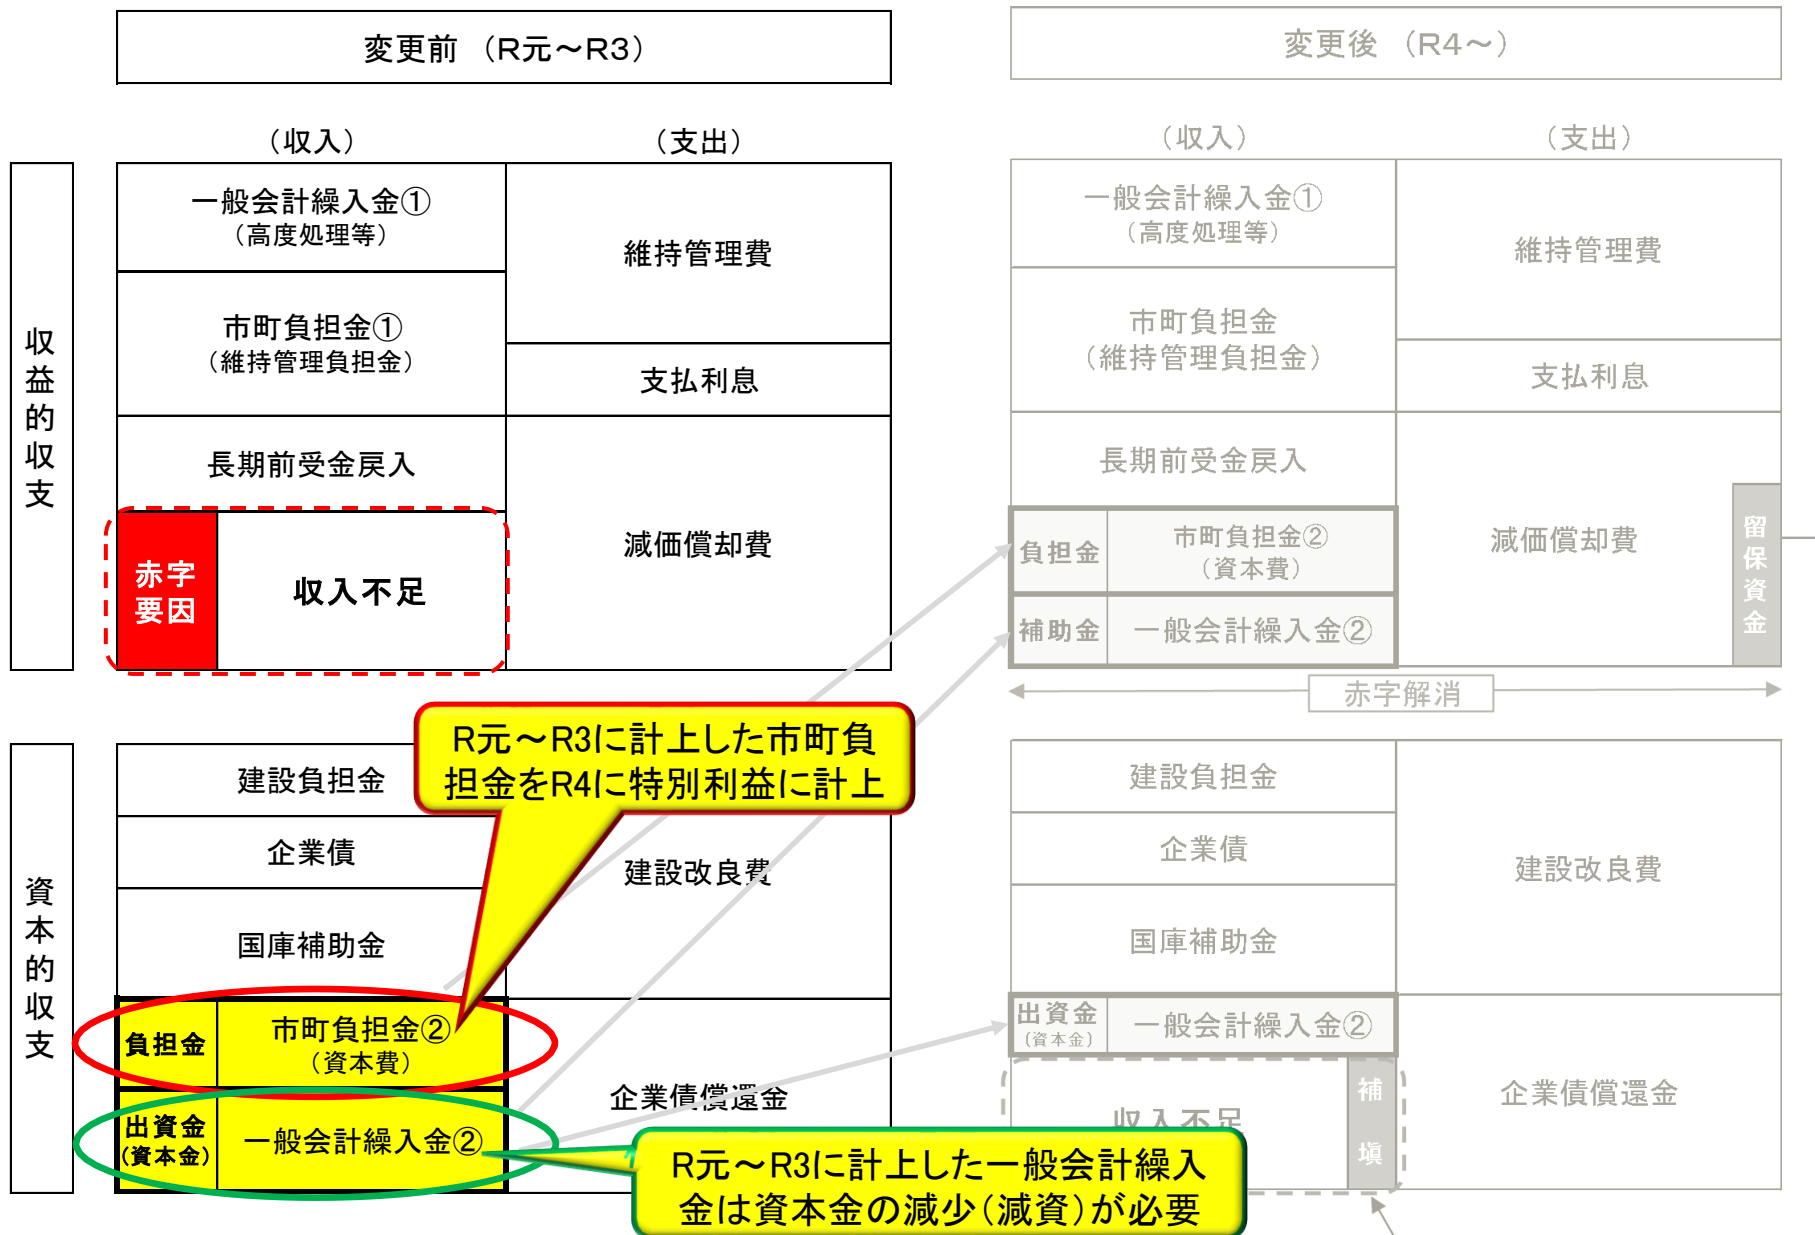 変更前 （R元～R3）
変更後 （R4～）
（収入）
（支出）
（収入）
（支出）
収益的収支
一般会計繰入金①
（高度処理等）
市町負担金①
（維持管理負担金）
長期前受金戻入
赤字
要因
収入不足
維持管理費
支払利息
減価償却費
一般会計繰入金①
（高度処理等）
市町負担金
（維持管理負担金）
長期前受金戻入
負担金
市町負担金②
（資本費）
補助金
一般会計繰入金②
維持管理費
支払利息
減価償却費
留保資金
赤字解消
R元～R3に計上した市町負
担金をR4に特別利益に計上
資本的収支
建設負担金
企業債
国庫補助金
負担金
市町負担金②
（資本費）
出資金
（資本金）
一般会計繰入金②
建設改良費
企業債償還金
建設負担金
企業債
国庫補助金
出資金
（資本金）
一般会計繰入金②
収入不足
補塡
建設改良費
企業債償還金
R元～R3に計上した一般会計繰入
金は資本金の減少（減資）が必要